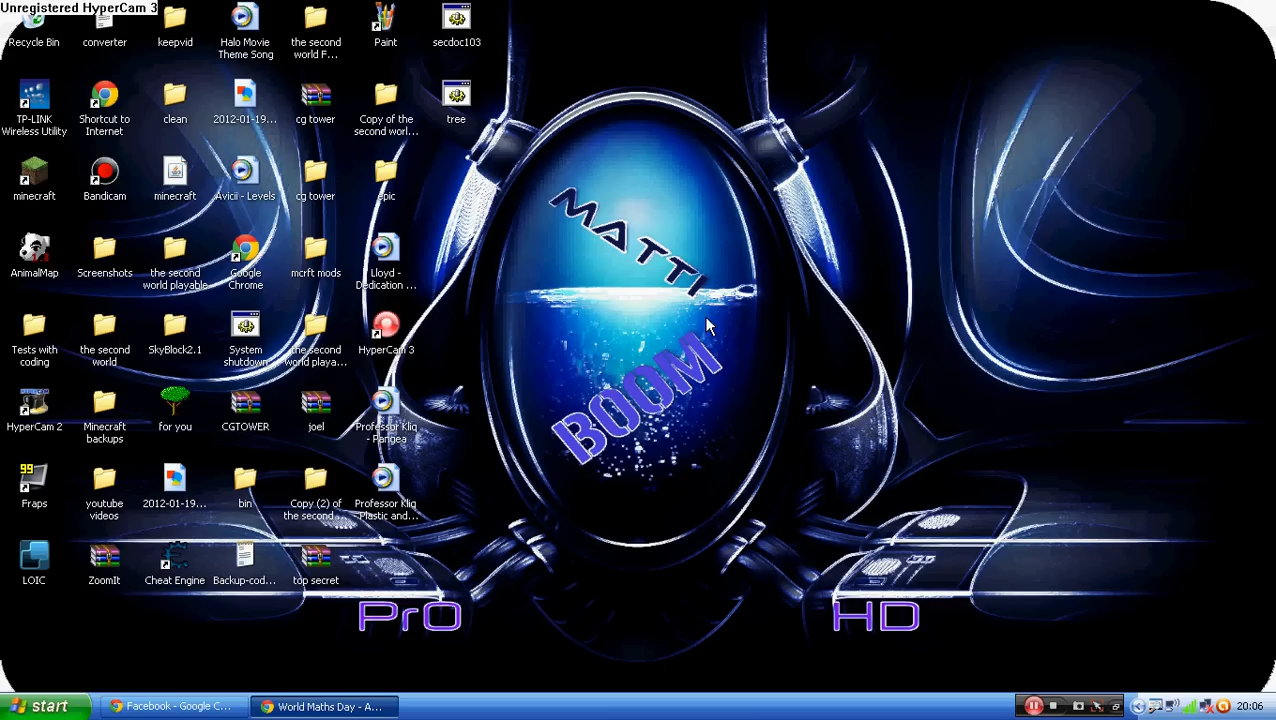 Unregistered HyperCam 3
Recycle Bin
converter
keepvid
Halo Movie
Theme Song
the second
world F...
Paint
secdoc103
TP-LINK
Wireless Utility
Shortcut to
Internet
clean
2012-01-19...
cg tower
Copy of the
second worl...
tree
minecraft
Bandicam
minecraft
Avicii - Levels
cg tower
epic
AnimalMap
Screenshots
the second
world playable
Google
Chrome
mcrft mods
Lloyd -
Dedication ...
Tests with
coding
the second
world
SkyBlock2.1
System
shutdown
the second
world playa...
HyperCam 3
HyperCam 2
Minecraft
backups
for you
CGTOWER
joel
Professor Kliq
- Pangea
99
Fraps
youtube
videos
2012-01-19...
bin
Copy (2) of
the second...
Professor Kliq
Plastic and...
LOIC
ZoomIt
Cheat Engine
Backup-cod...
top secret
MATTI
BOOM
PrO
HD
start
Facebook - Google C...
World Maths Day - A...
20:06